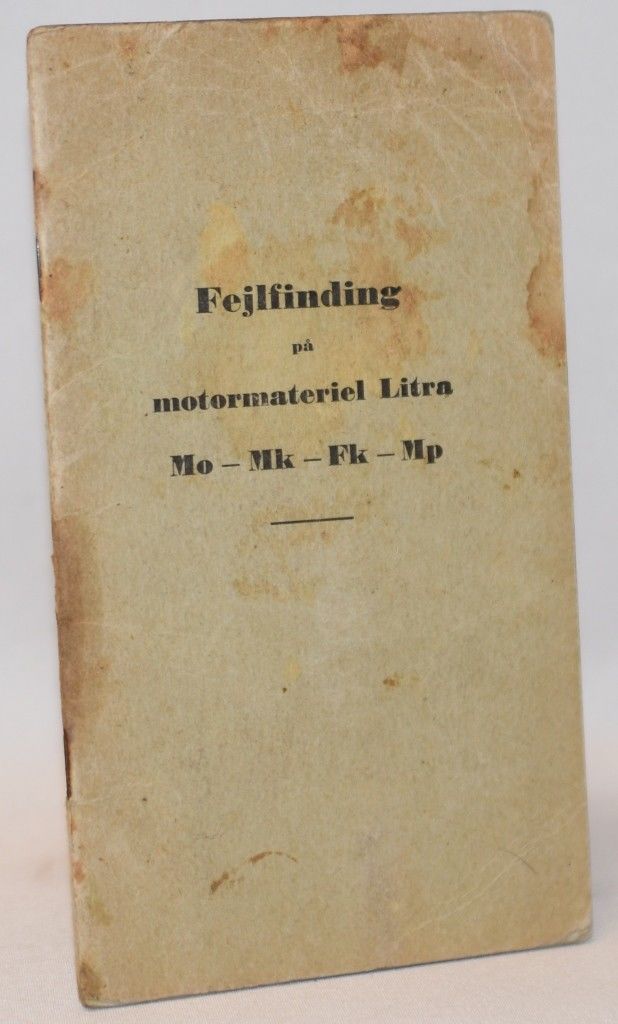 Fejlfinding
på
motormateriel Litra
Mo – Mk – Fk – Mp